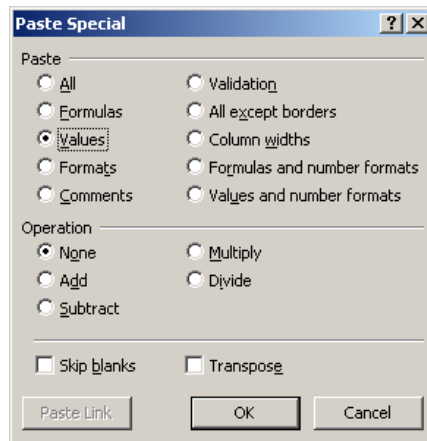 Paste Special
Paste
All
Validation
Formulas
All except borders
Values
Column widths
Formats
Formulas and number formats
Comments
Values and number formats
Operation
None
Multiply
Add
Divide
Subtract
Skip blanks
Transpose
Paste Link
OK
Cancel